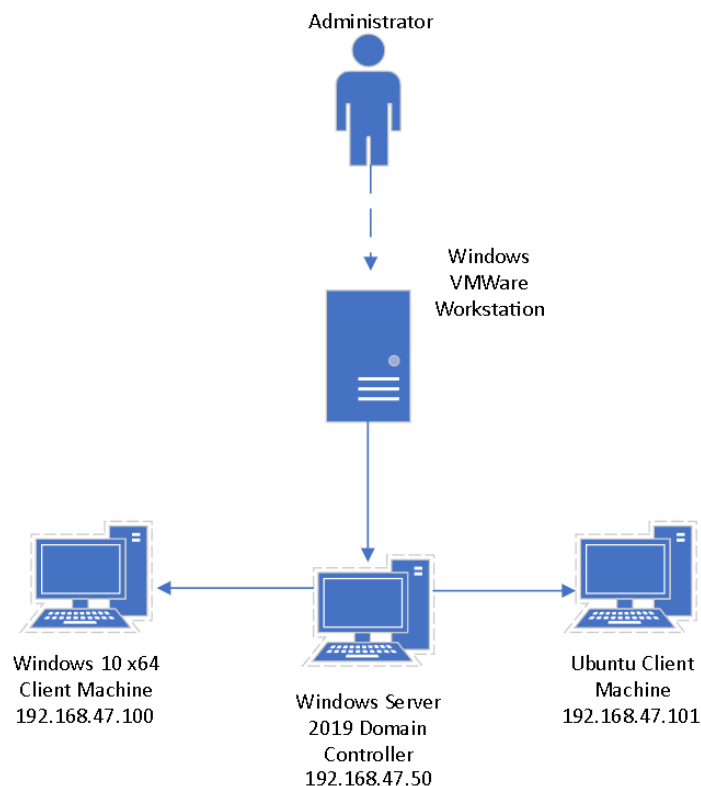 Administrator
Windows
VMWare
Workstation
Windows 10 x64
Client Machine
192.168.47.100
Windows Server
2019 Domain
Controller
192.168.47.50
Ubuntu Client
Machine
192.168.47.101